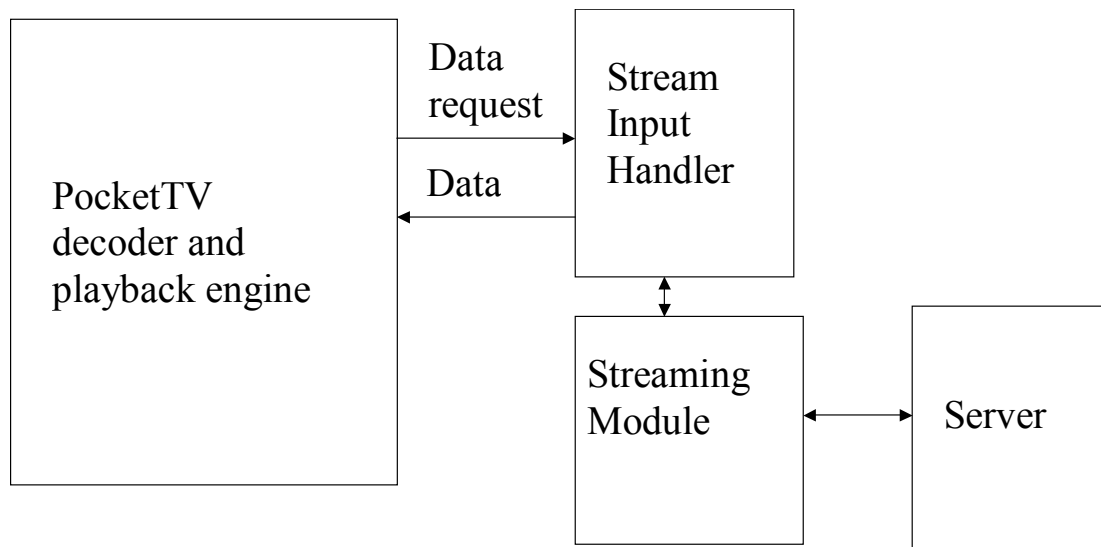 PocketTV
decoder and
playback engine
Data
request
Data
Stream
Input
Handler
Streaming
Module
Server